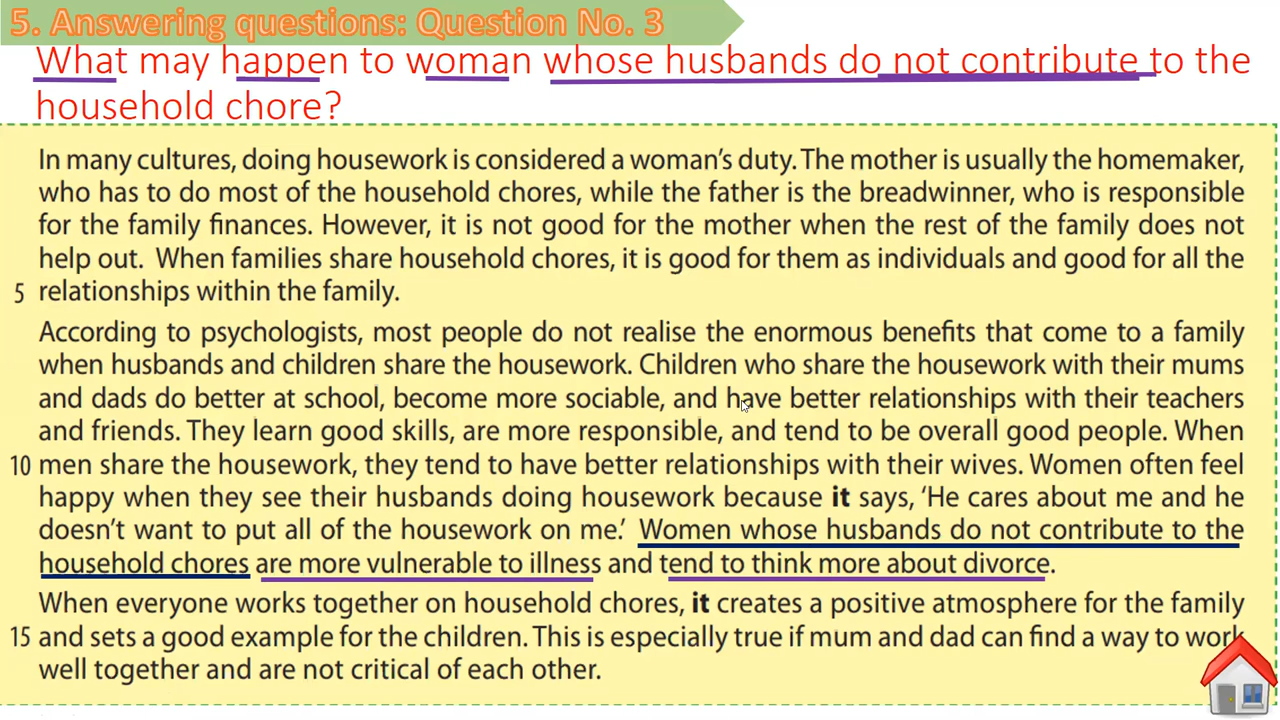 5. Answering questions: Question No. 3
What may happen to woman whose husbands do not contribute to the
household chore?
In many cultures, doing housework is considered a woman's duty. The mother is usually the homemaker,
who has to do most of the household chores, while the father is the breadwinner, who is responsible
for the family finances. However, it is not good for the mother when the rest of the family does not
help out. When families share household chores, it is good for them as individuals and good for all the
5 relationships within the family.
According to psychologists, most people do not realise the enormous benefits that come to a family
when husbands and children share the housework. Children who share the housework with their mums
and dads do better at school, become more sociable, and have better relationships with their teachers
and friends. They learn good skills, are more responsible, and tend to be overall good people. When
10 men share the housework, they tend to have better relationships with their wives. Women often feel
happy when they see their husbands doing housework because it says, 'He cares about me and he
doesn't want to put all of the housework on me.' Women whose husbands do not contribute to the
household chores are more vulnerable to illness and tend to think more about divorce.
When everyone works together on household chores, it creates a positive atmosphere for the family
15 and sets a good example for the children. This is especially true if mum and dad can find a way to work
well together and are not critical of each other.